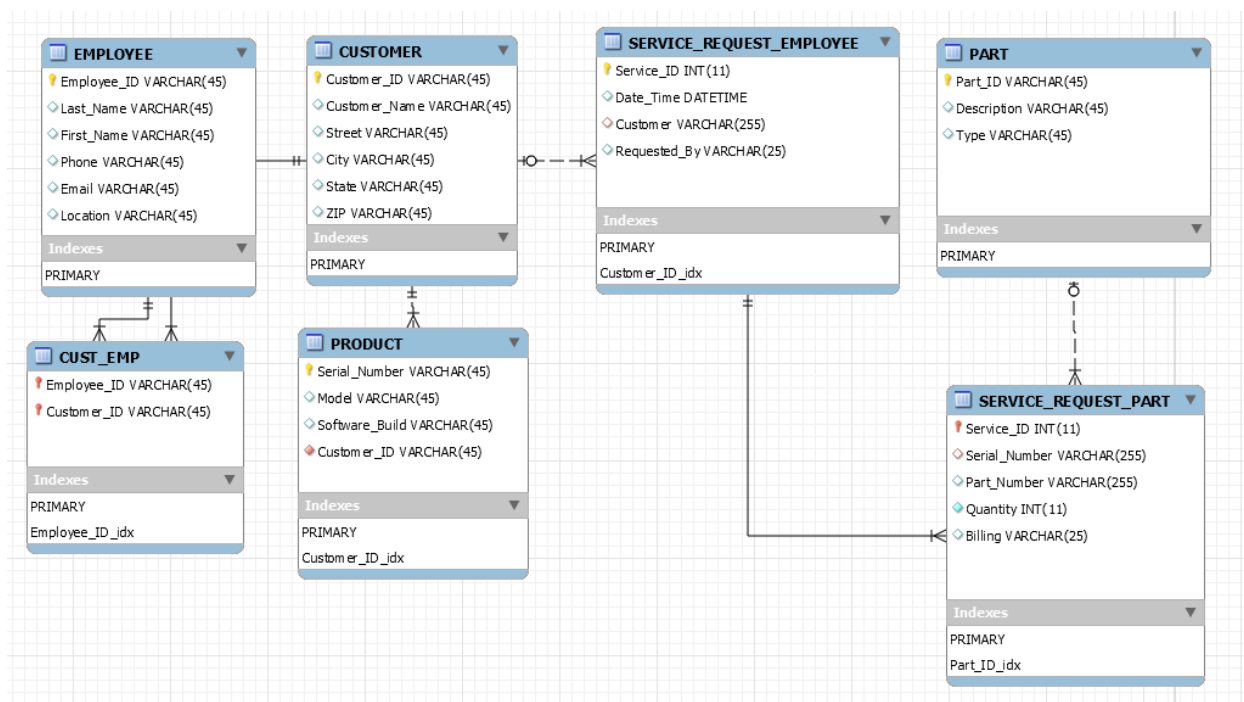 EMPLOYEE
Employee_ID VARCHAR(45)
Last_Name VARCHAR(45)
First_Name VARCHAR(45)
Phone VARCHAR(45)
Email VARCHAR(45)
Location VARCHAR(45)
Indexes
PRIMARY
CUSTOMER
Customer_ID VARCHAR(45)
Customer_Name VARCHAR(45)
Street VARCHAR(45)
City VARCHAR(45)
State VARCHAR(45)
ZIP VARCHAR(45)
Indexes
PRIMARY
SERVICE_REQUEST_EMPLOYEE
Service_ID INT(11)
Date_Time DATETIME
Customer VARCHAR(255)
Requested_By VARCHAR(25)
Indexes
PRIMARY
Customer_ID_idx
PART
Part_ID VARCHAR(45)
Description VARCHAR(45)
Type VARCHAR(45)
Indexes
PRIMARY
CUST_EMP
Employee_ID VARCHAR(45)
Customer_ID VARCHAR(45)
Indexes
PRIMARY
Employee_ID_idx
PRODUCT
Serial_Number VARCHAR(45)
Model VARCHAR(45)
Software_Build VARCHAR(45)
Customer_ID VARCHAR(45)
Indexes
PRIMARY
Customer_ID_idx
SERVICE_REQUEST_PART
Service_ID INT(11)
Serial_Number VARCHAR(255)
Part_Number VARCHAR(255)
Quantity INT(11)
Billing VARCHAR(25)
Indexes
PRIMARY
Part_ID_idx